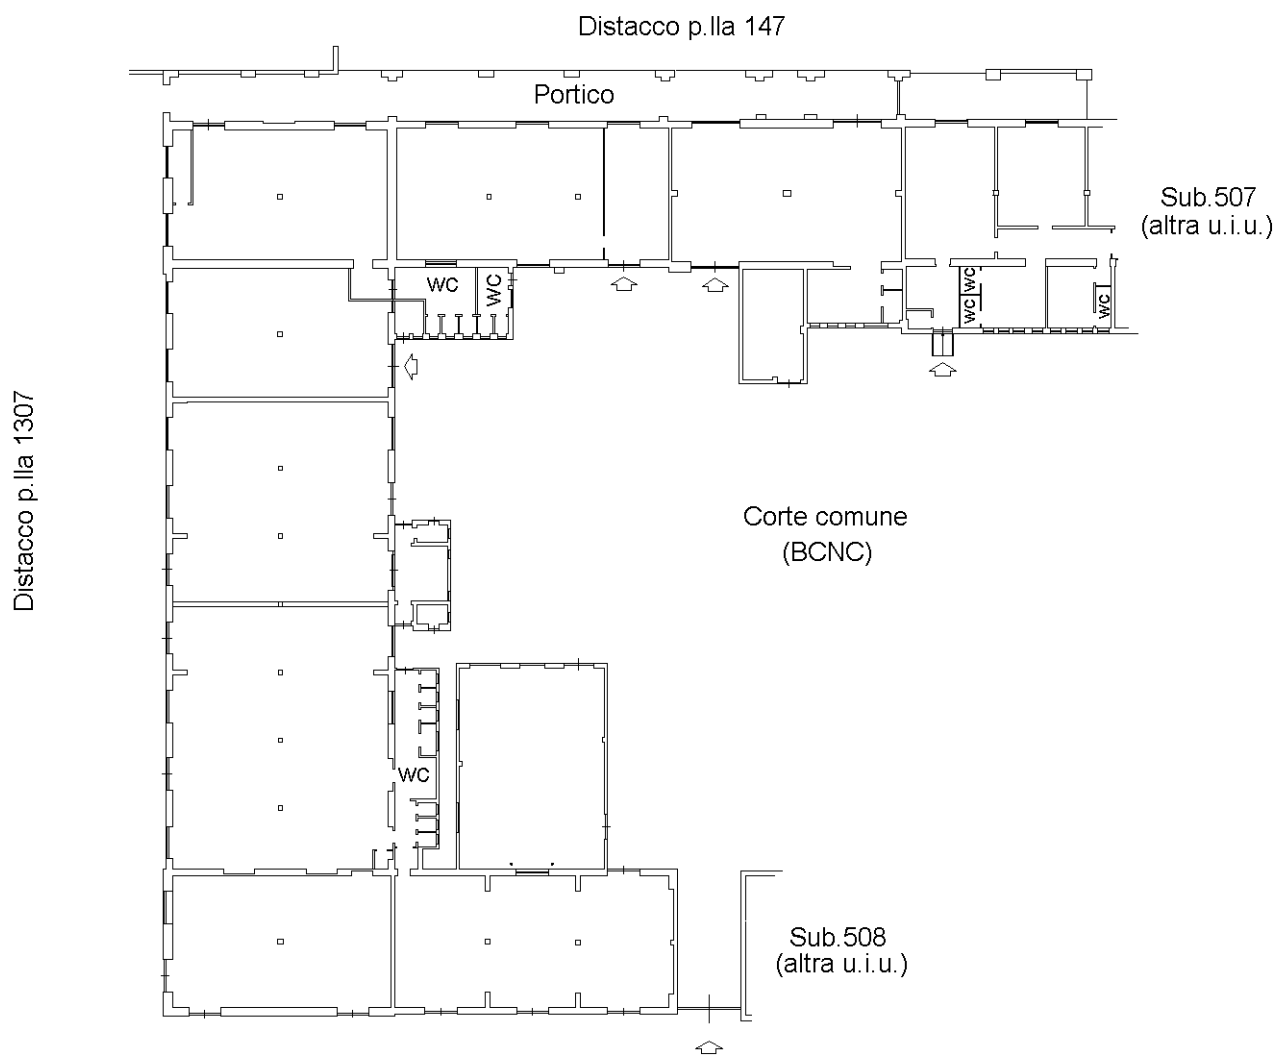 Distacco p.lla 147
Portico
Sub.507
(altra u.i.u.)
WC
WC
WC
WC
WC
Distacco p.lla 1307
Corte comune
(BCNC)
WC
Sub.508
(altra u.i.u.)